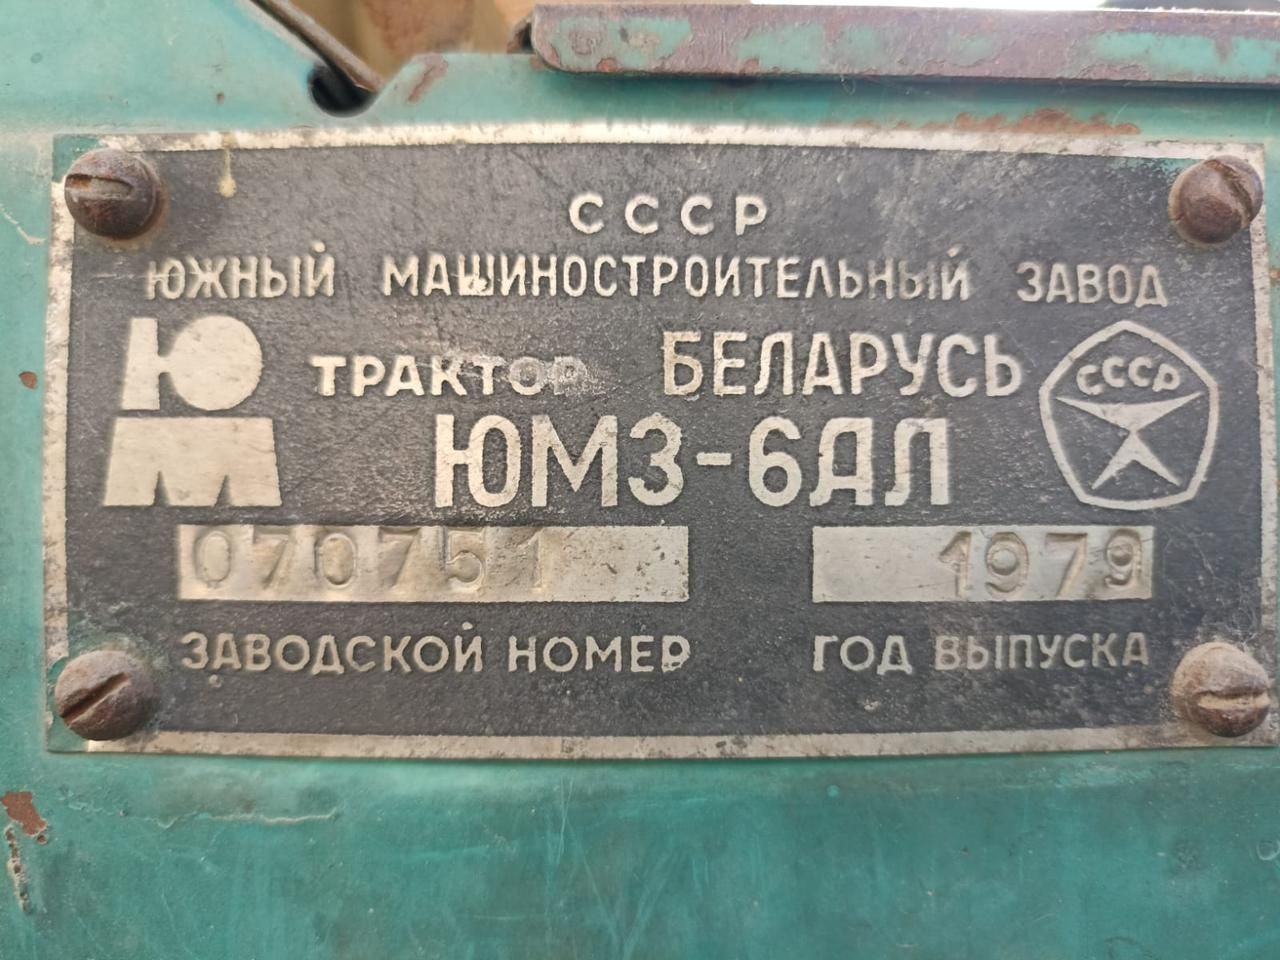 СССР
ЮЖНЫЙ МАШИНОСТРОИТЕЛЬНЫЙ ЗАВОД
ЮМ
ТРАКТОР БЕЛАРУСЬ
СССР
ЮМЗ-6АЛ
070751 1979
ЗАВОДСКОЙ НОМЕР ГОД ВЫПУСКА